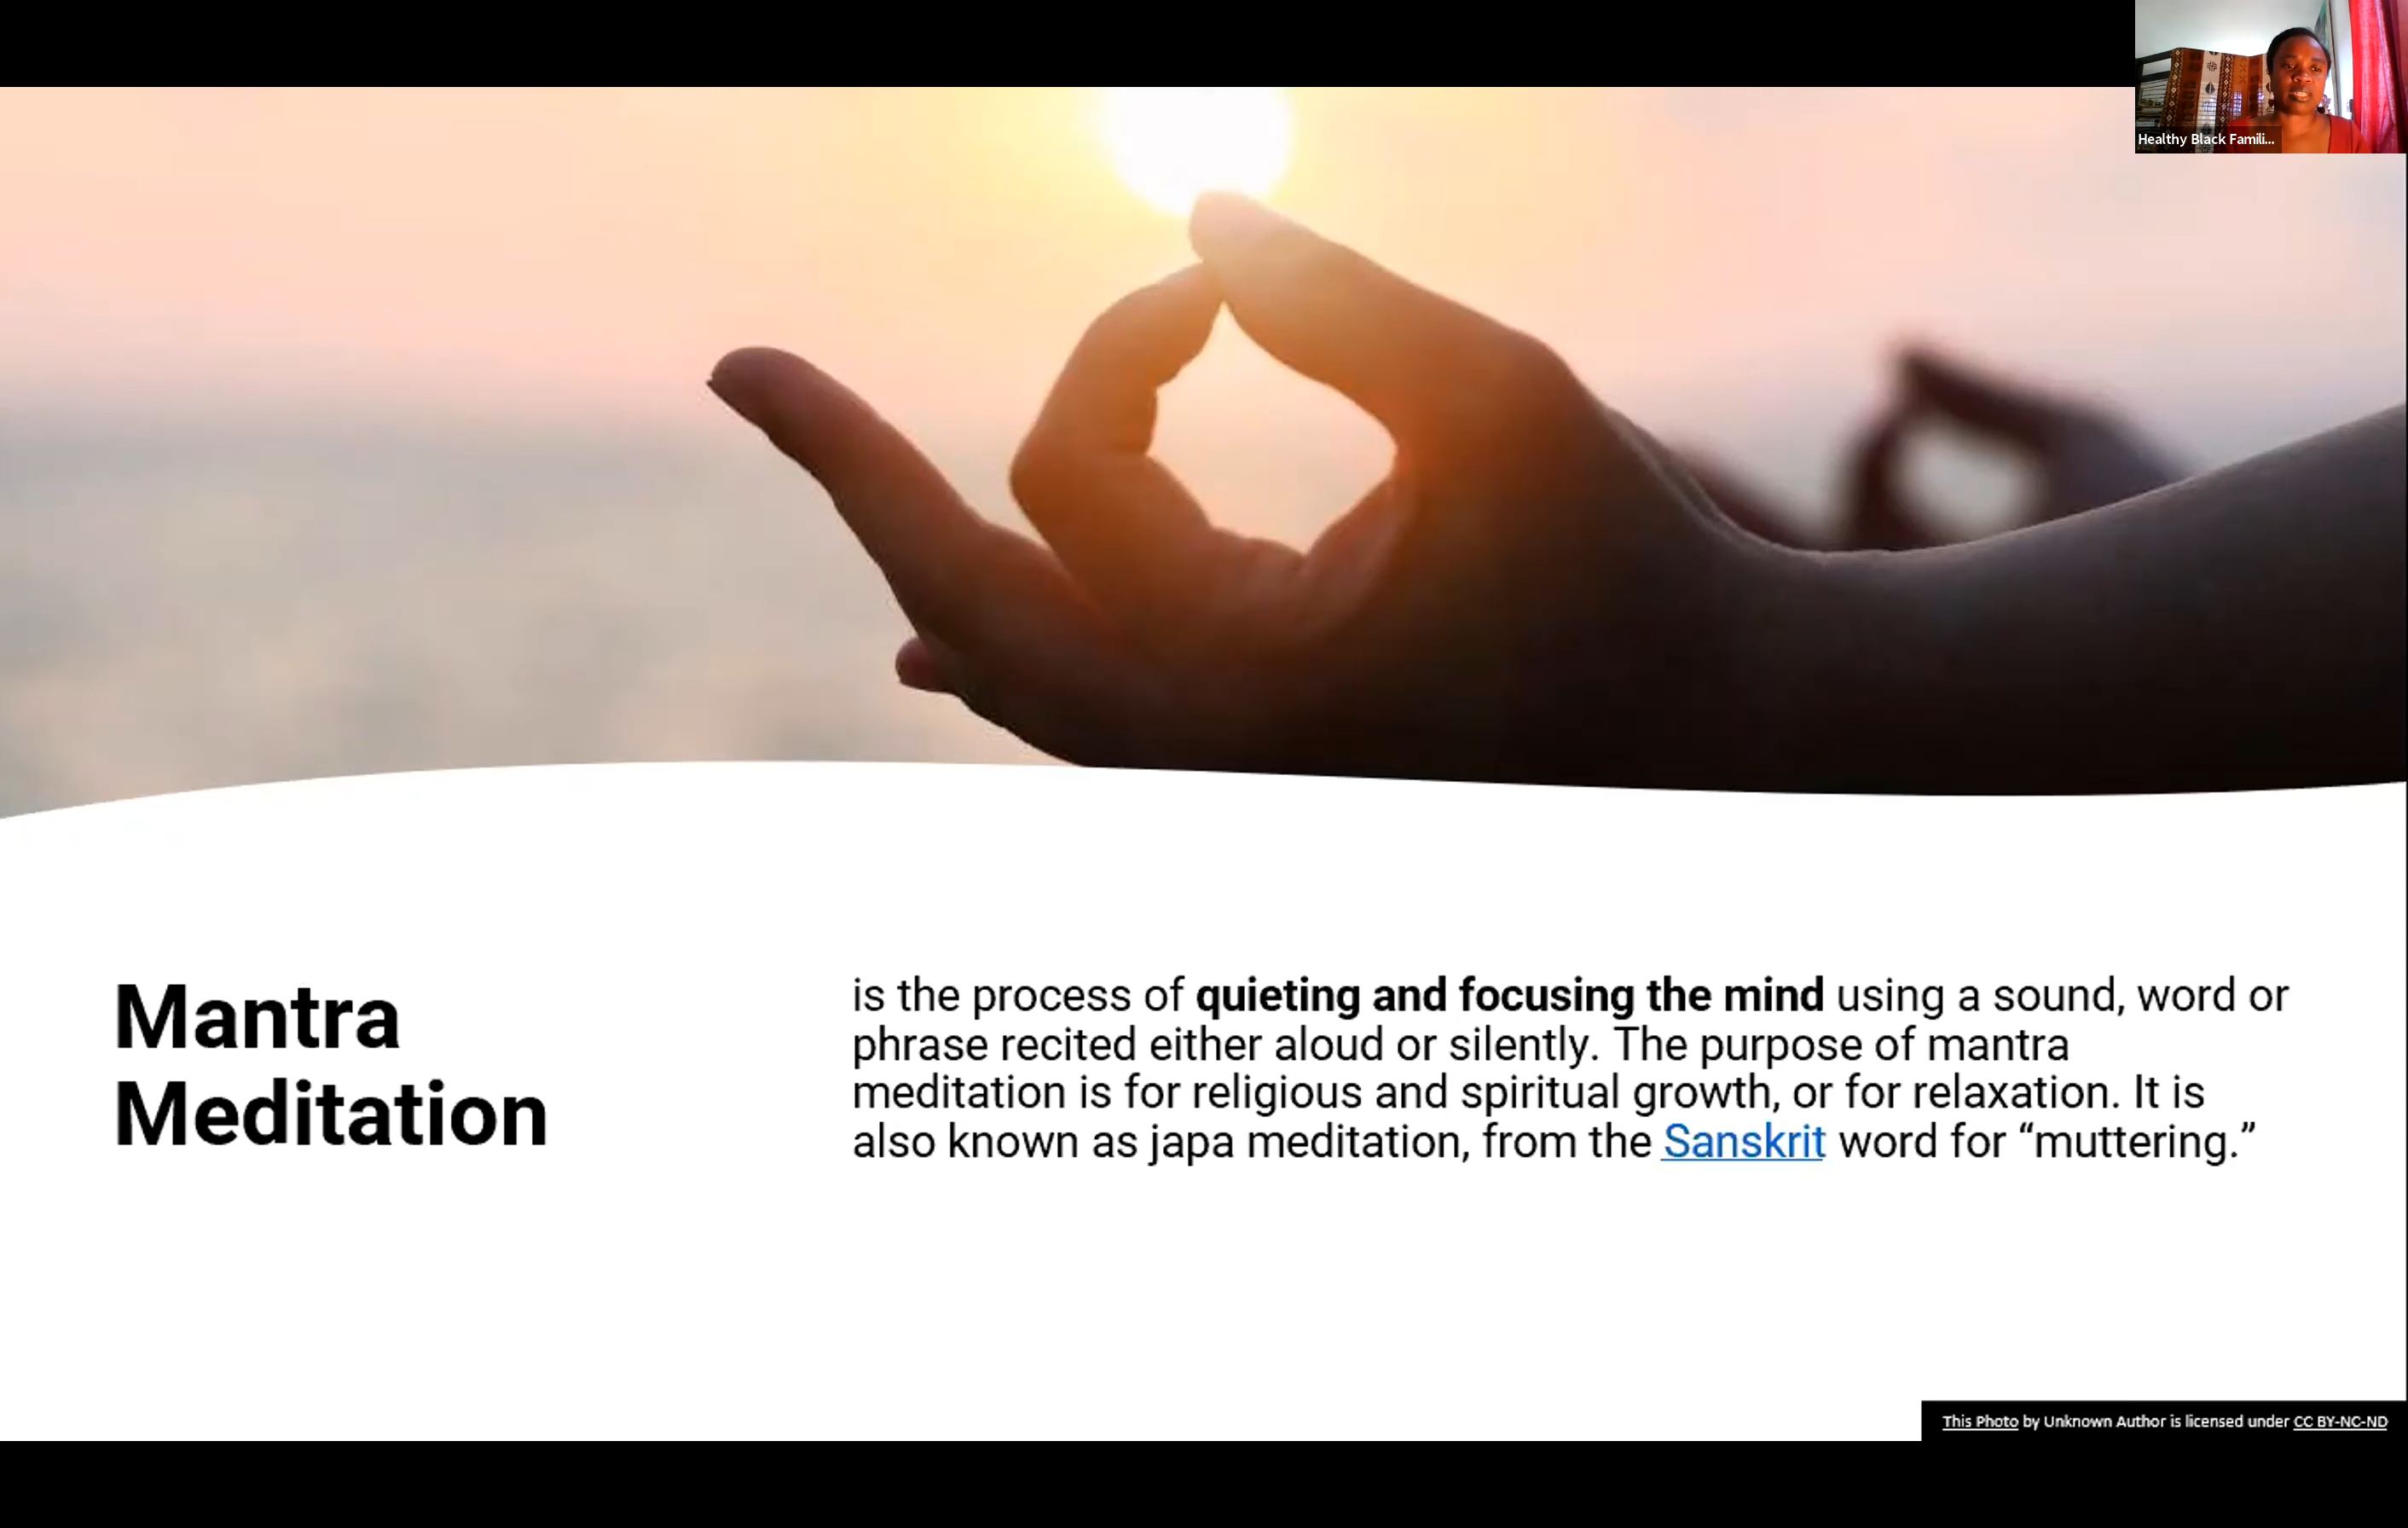 Healthy Black Famili...
Mantra
Meditation
is the process of quieting and focusing the mind using a sound, word or
phrase recited either aloud or silently. The purpose of mantra
meditation is for religious and spiritual growth, or for relaxation. It is
also known as japa meditation, from the Sanskrit word for “muttering.”
This Photo by Unknown Author is licensed under CC BY-NC-ND